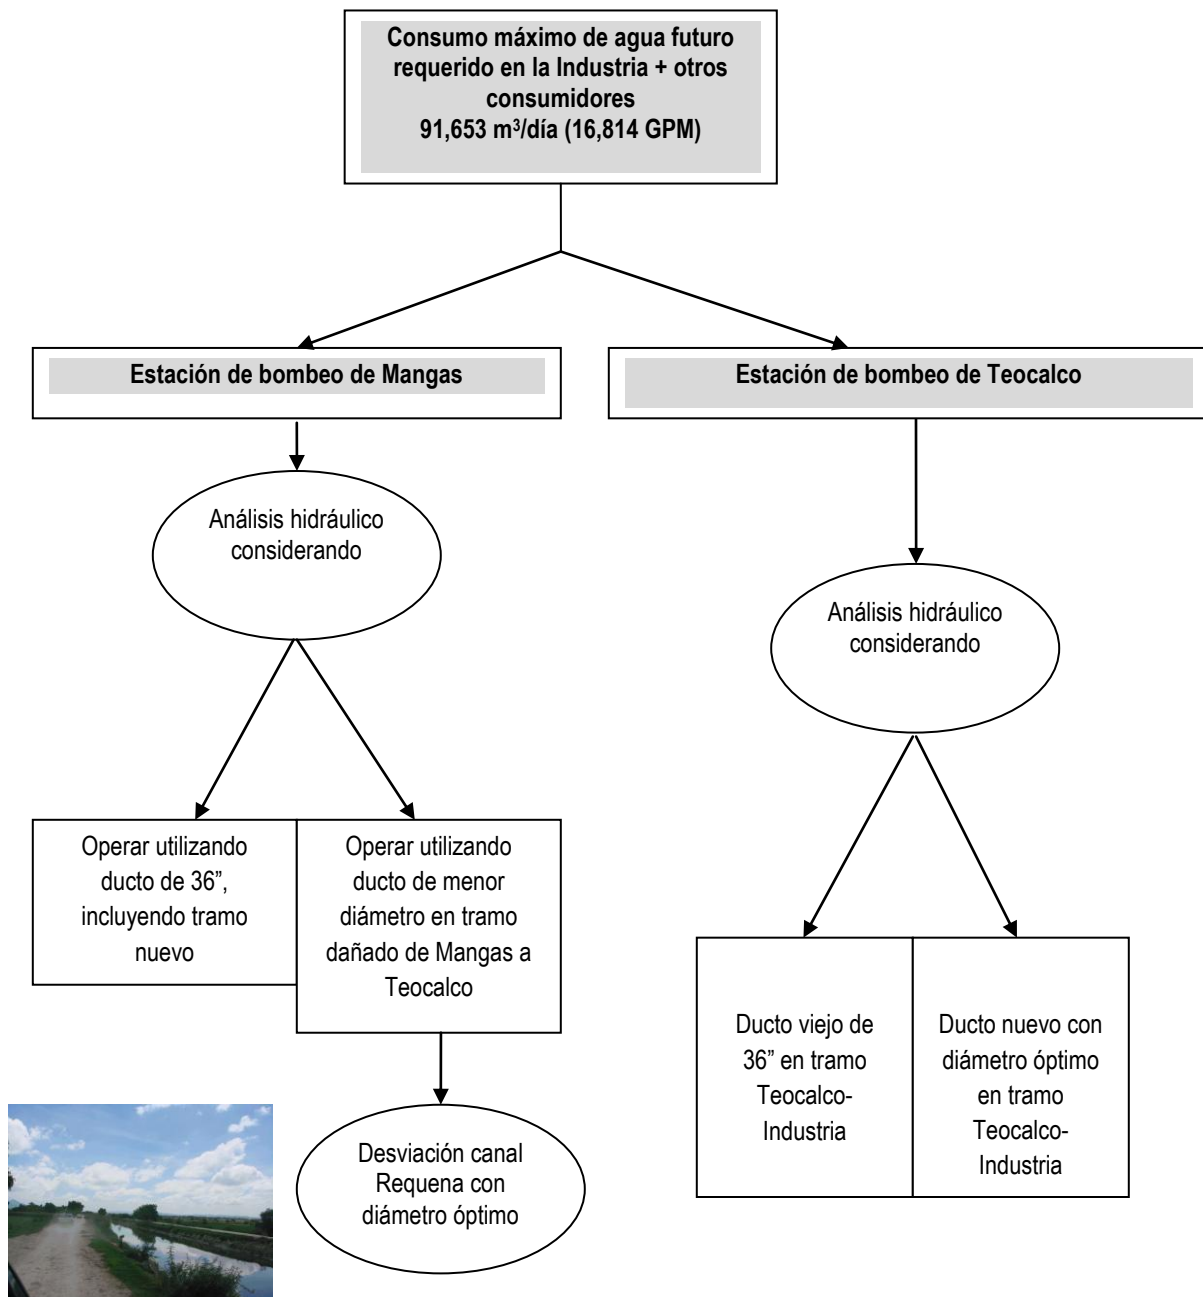 Consumo máximo de agua futuro
requerido en la Industria + otros
consumidores
91,653 m³/día (16,814 GPM)
Estación de bombeo de Mangas
Estación de bombeo de Teocalco
Análisis hidráulico
considerando
Análisis hidráulico
considerando
Operar utilizando
ducto de 36”,
incluyendo tramo
nuevo
Operar utilizando
ducto de menor
diámetro en tramo
dañado de Mangas a
Teocalco
Ducto viejo de
36” en tramo
Teocalco-
Industria
Ducto nuevo con
diámetro óptimo
en tramo
Teocalco-
Industria
Desviación canal
Requena con
diámetro óptimo